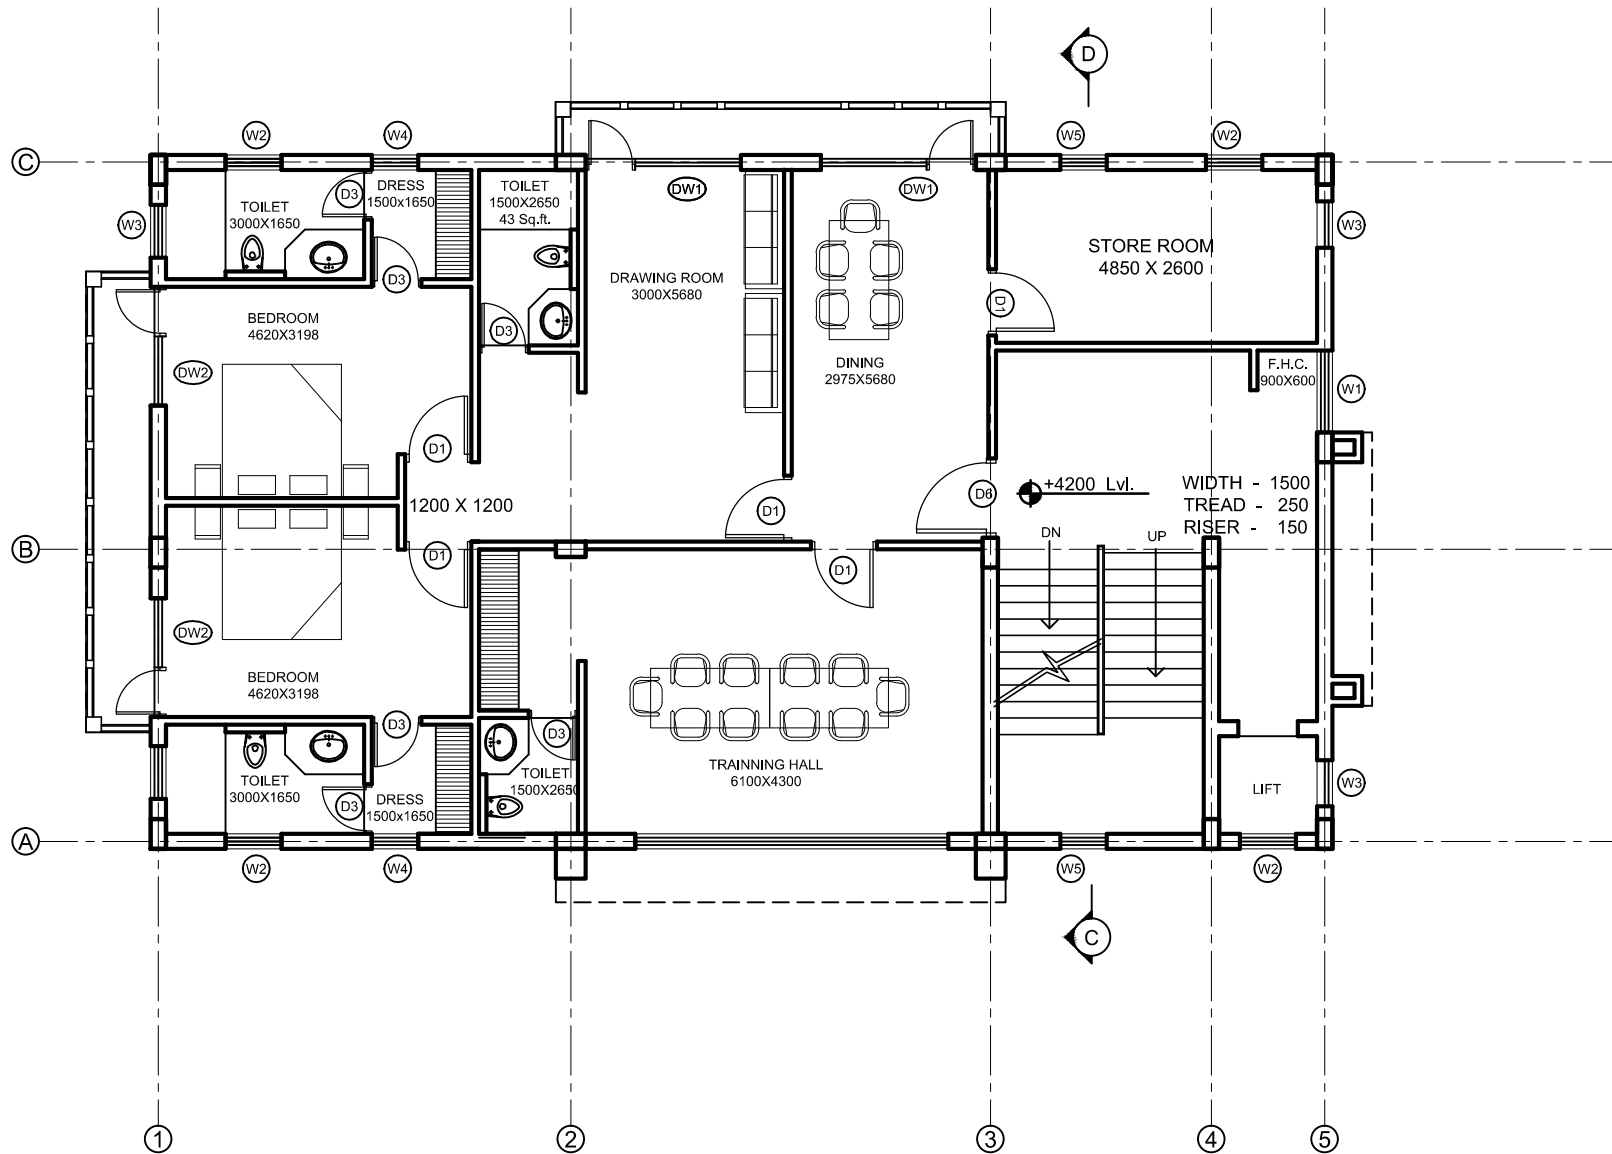 D
W2
W4
W5
W2
C
D3
DRESS
1500x1650
TOILET
1500X2650
43 Sq.ft.
DW1
DW1
TOILET
3000X1650
W3
W3
STORE ROOM
4850 X 2600
D3
DRAWING ROOM
3000X5680
D1
BEDROOM
4620X3198
D3
DINING
2975X5680
F.H.C.
900X600
DW2
W1
D1
1200 X 1200
D1
D6
+4200 Lvl.
WIDTH - 1500
TREAD - 250
RISER - 150
DN
UP
B
D1
D1
DW2
BEDROOM
4620X3198
D3
D3
TRAINNING HALL
6100X4300
TOILET
3000X1650
TOILET
1500X2650
D3
DRESS
1500x1650
LIFT
W3
A
W2
W4
W5
W2
C
1
2
3
4
5